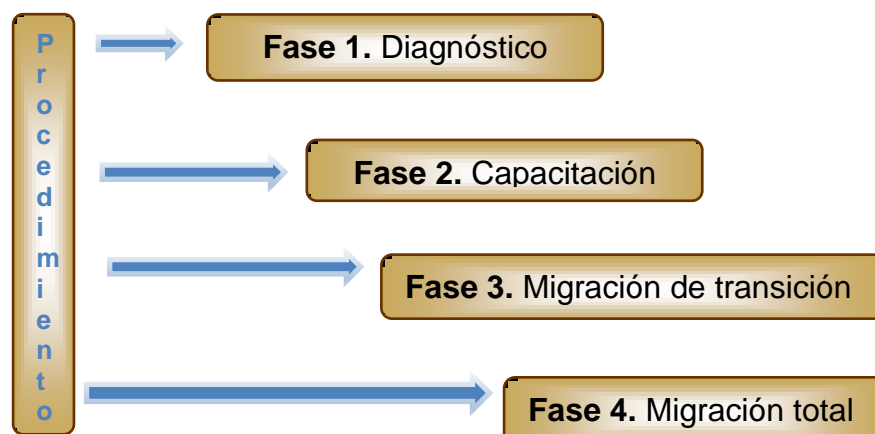 Procedimiento
Fase 1. Diagnóstico
Fase 2. Capacitación
Fase 3. Migración de transición
Fase 4. Migración total